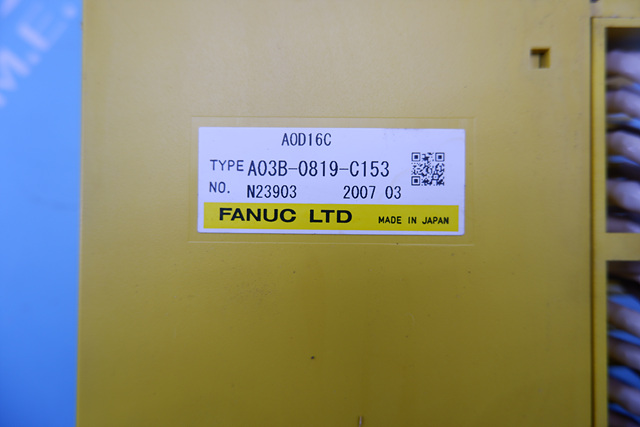 M.E.
AOD16C
TYPE A03B-0819-C153
NO. N23903 2007 03
FANUC LTD MADE IN JAPAN